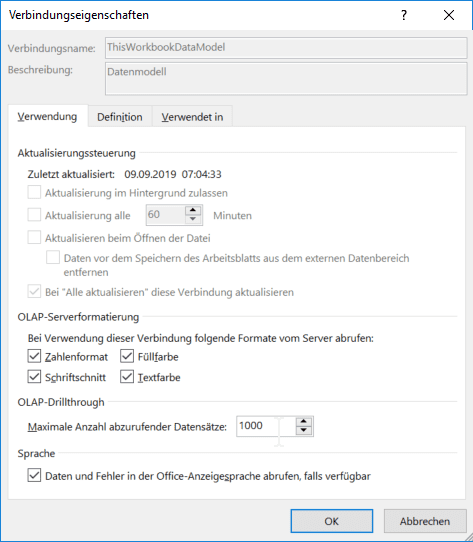 Verbindungseigenschaften
?
Verbindungsname: ThisWorkbookDataModel
Beschreibung: Datenmodell
Verwendung Definition Verwendet in
Aktualisierungssteuerung
Zuletzt aktualisiert: 09.09.2019 07:04:33
Aktualisierung im Hintergrund zulassen
Aktualisierung alle 60 Minuten
Aktualisieren beim Öffnen der Datei
Daten vor dem Speichern des Arbeitsblatts aus dem externen Datenbereich
entfernen
Bei "Alle aktualisieren" diese Verbindung aktualisieren
OLAP-Serverformatierung
Bei Verwendung dieser Verbindung folgende Formate vom Server abrufen:
Zahlenformat Füllfarbe
Schriftschnitt Textfarbe
OLAP-Drillthrough
Maximale Anzahl abzurufender Datensätze: 1000
Sprache
Daten und Fehler in der Office-Anzeigesprache abrufen, falls verfügbar
OK Abbrechen